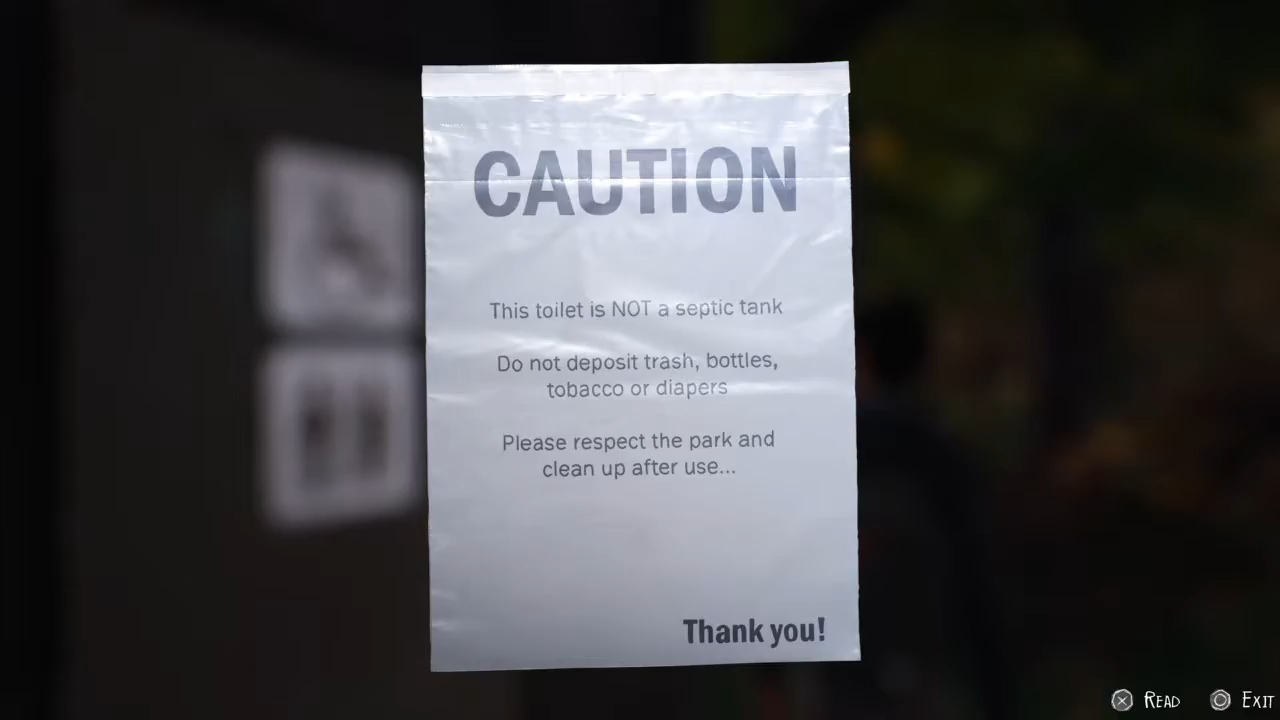 CAUTION
This toilet is NOT a septic tank
Do not deposit trash, bottles,
tobacco or diapers
Please respect the park and
clean up after use...
Thank you!
READ
EXIT